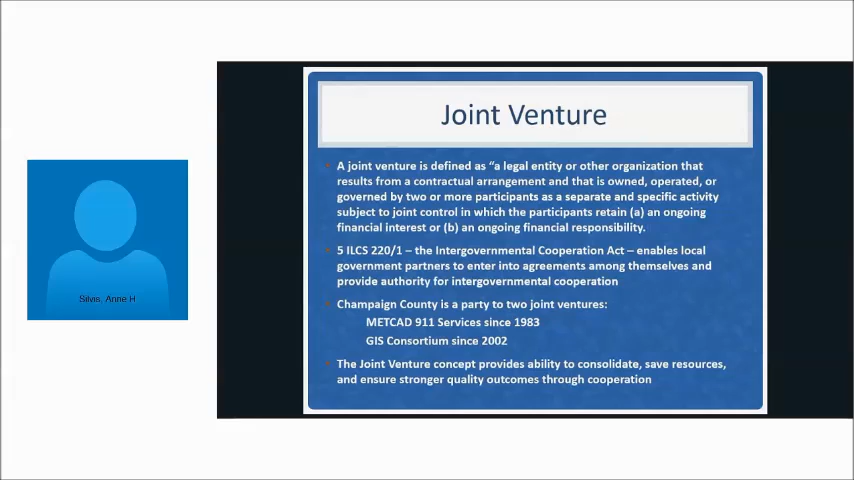 Joint Venture
A joint venture is defined as “a legal entity or other organization that
results from a contractual arrangement and that is owned, operated, or
governed by two or more participants as a separate and specific activity
subject to joint control in which the participants retain (a) an ongoing
financial interest or (b) an ongoing financial responsibility.
5 ILCS 220/1 – the Intergovernmental Cooperation Act – enables local
government partners to enter into agreements among themselves and
provide authority for intergovernmental cooperation
Champaign County is a party to two joint ventures:
METCAD 911 Services since 1983
GIS Consortium since 2002
The Joint Venture concept provides ability to consolidate, save resources,
and ensure stronger quality outcomes through cooperation
Silvis, Anne H